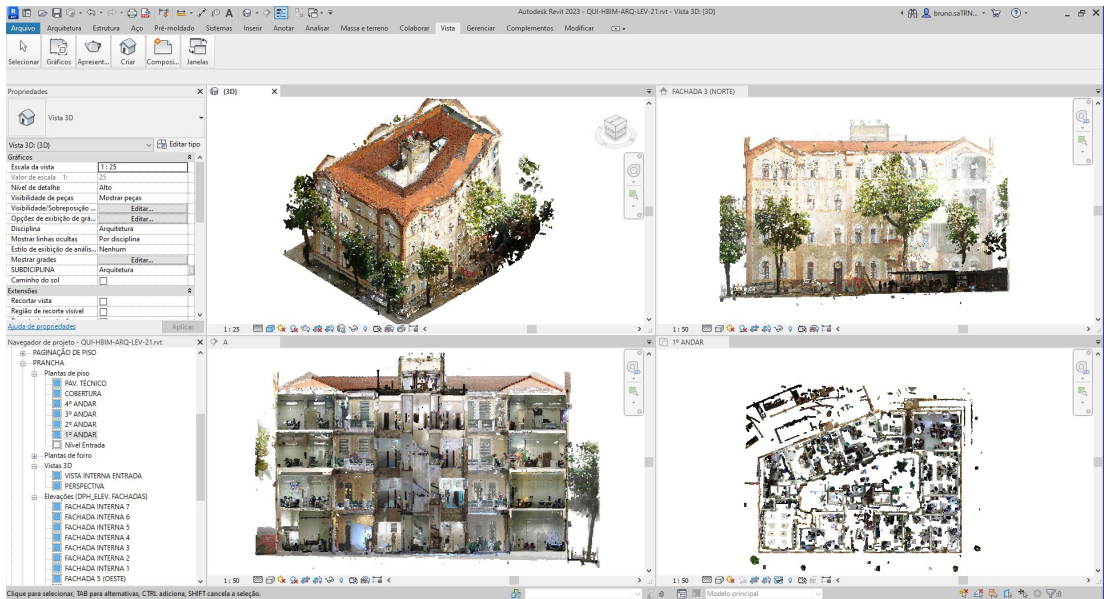 Autodesk Revit 2023 - QUI-HBIM-ARQ-LEV-21.rvt - Vista 3D: {3D}
bruno.saTRN...
Arquivo Arquitetura Estrutura Aço Pré-moldado Sistemas Inserir Anotar Analisar Massa e terreno Colaborar Vista Gerenciar Complementos Modificar
Selecionar Gráficos Apresent... Criar Composi... Janelas
Propriedades
Vista 3D
Vista 3D: {3D} Editar tipo
Gráficos
Escala da vista 1 : 25
Valor de escala 1: 25
Nível de detalhe Alto
Visibilidade de peças Mostrar peças
Visibilidade/Sobreposição ... Editar...
Opções de exibição de grá... Editar...
Disciplina Arquitetura
Mostrar linhas ocultas Por disciplina
Estilo de exibição de anális... Nenhum
Mostrar grades Editar...
SUBDICIPLINA Arquitetura
Caminho do sol
Extensões
Recortar vista
Região de recorte visível
Ajuda de propriedades Aplicar
Navegador de projeto - QUI-HBIM-ARQ-LEV-21.rvt
PAGINAÇÃO DE PISO
PRANCHA
Plantas de piso
PAV. TÉCNICO
COBERTURA
4º ANDAR
3º ANDAR
2º ANDAR
1º ANDAR
Nível Entrada
Plantas de forro
Vistas 3D
VISTA INTERNA ENTRADA
PERSPECTIVA
Elevações (DPH_ELEV. FACHADAS)
FACHADA INTERNA 7
FACHADA INTERNA 6
FACHADA INTERNA 5
FACHADA INTERNA 4
FACHADA INTERNA 3
FACHADA INTERNA 2
FACHADA INTERNA 1
FACHADA 5 (OESTE)
{3D}
1 : 25
FACHADA 3 (NORTE)
1 : 50
A
1 : 50
1º ANDAR
1 : 50
Clique para selecionar, TAB para alternativas, CTRL adiciona, SHIFT cancela a seleção.
:0
Modelo principal
:0